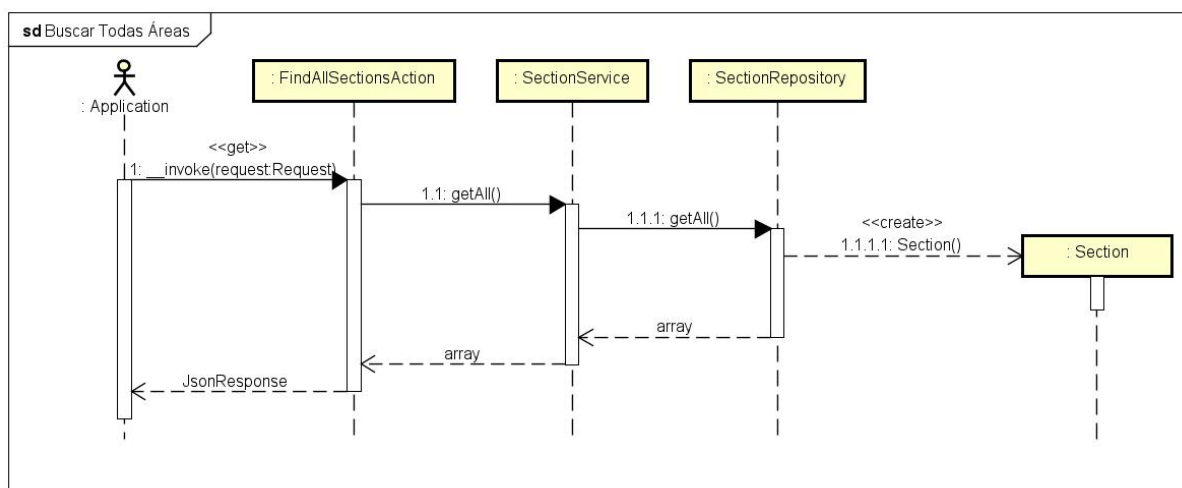 sd Buscar Todas Áreas
: Application
: FindAllSectionsAction
: SectionService
: SectionRepository
<<get>>
1: __invoke(request:Request)
1.1: getAll()
1.1.1: getAll()
<<create>>
1.1.1.1: Section()
: Section
array
array
JsonResponse